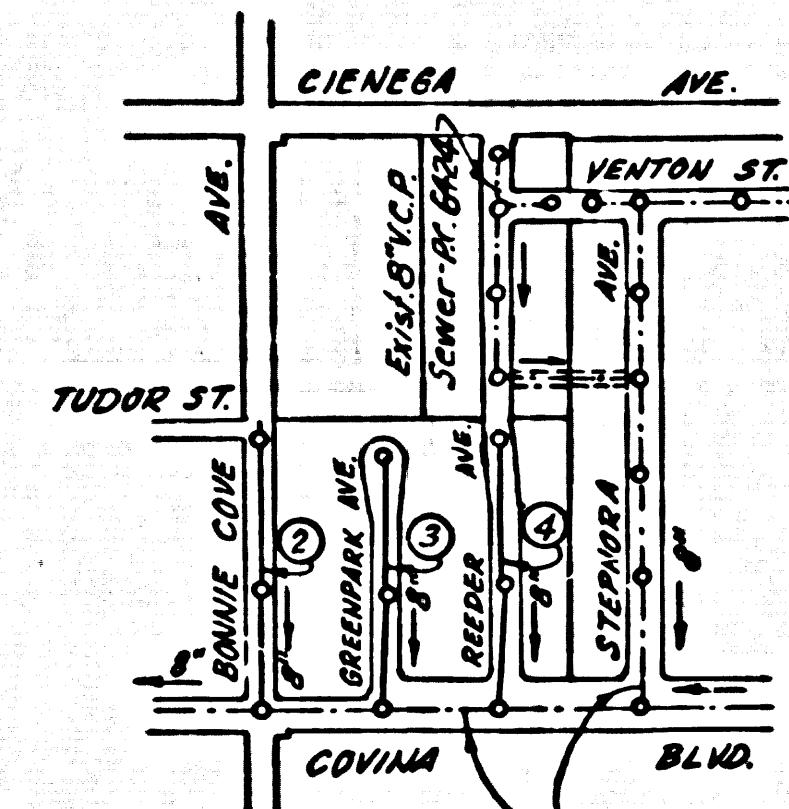 CIENEGA AVE.
VENTON ST.
AVE.
Exist. 8" V.C.P.
Sewer - P.C. 6424
AVE.
TUDOR ST.
BONNIE COVE
2
GREENPARK AVE.
3
REEDER AVE.
4
STEPNORA
8"
8"
8"
8"
8"
COVINA BLVD.